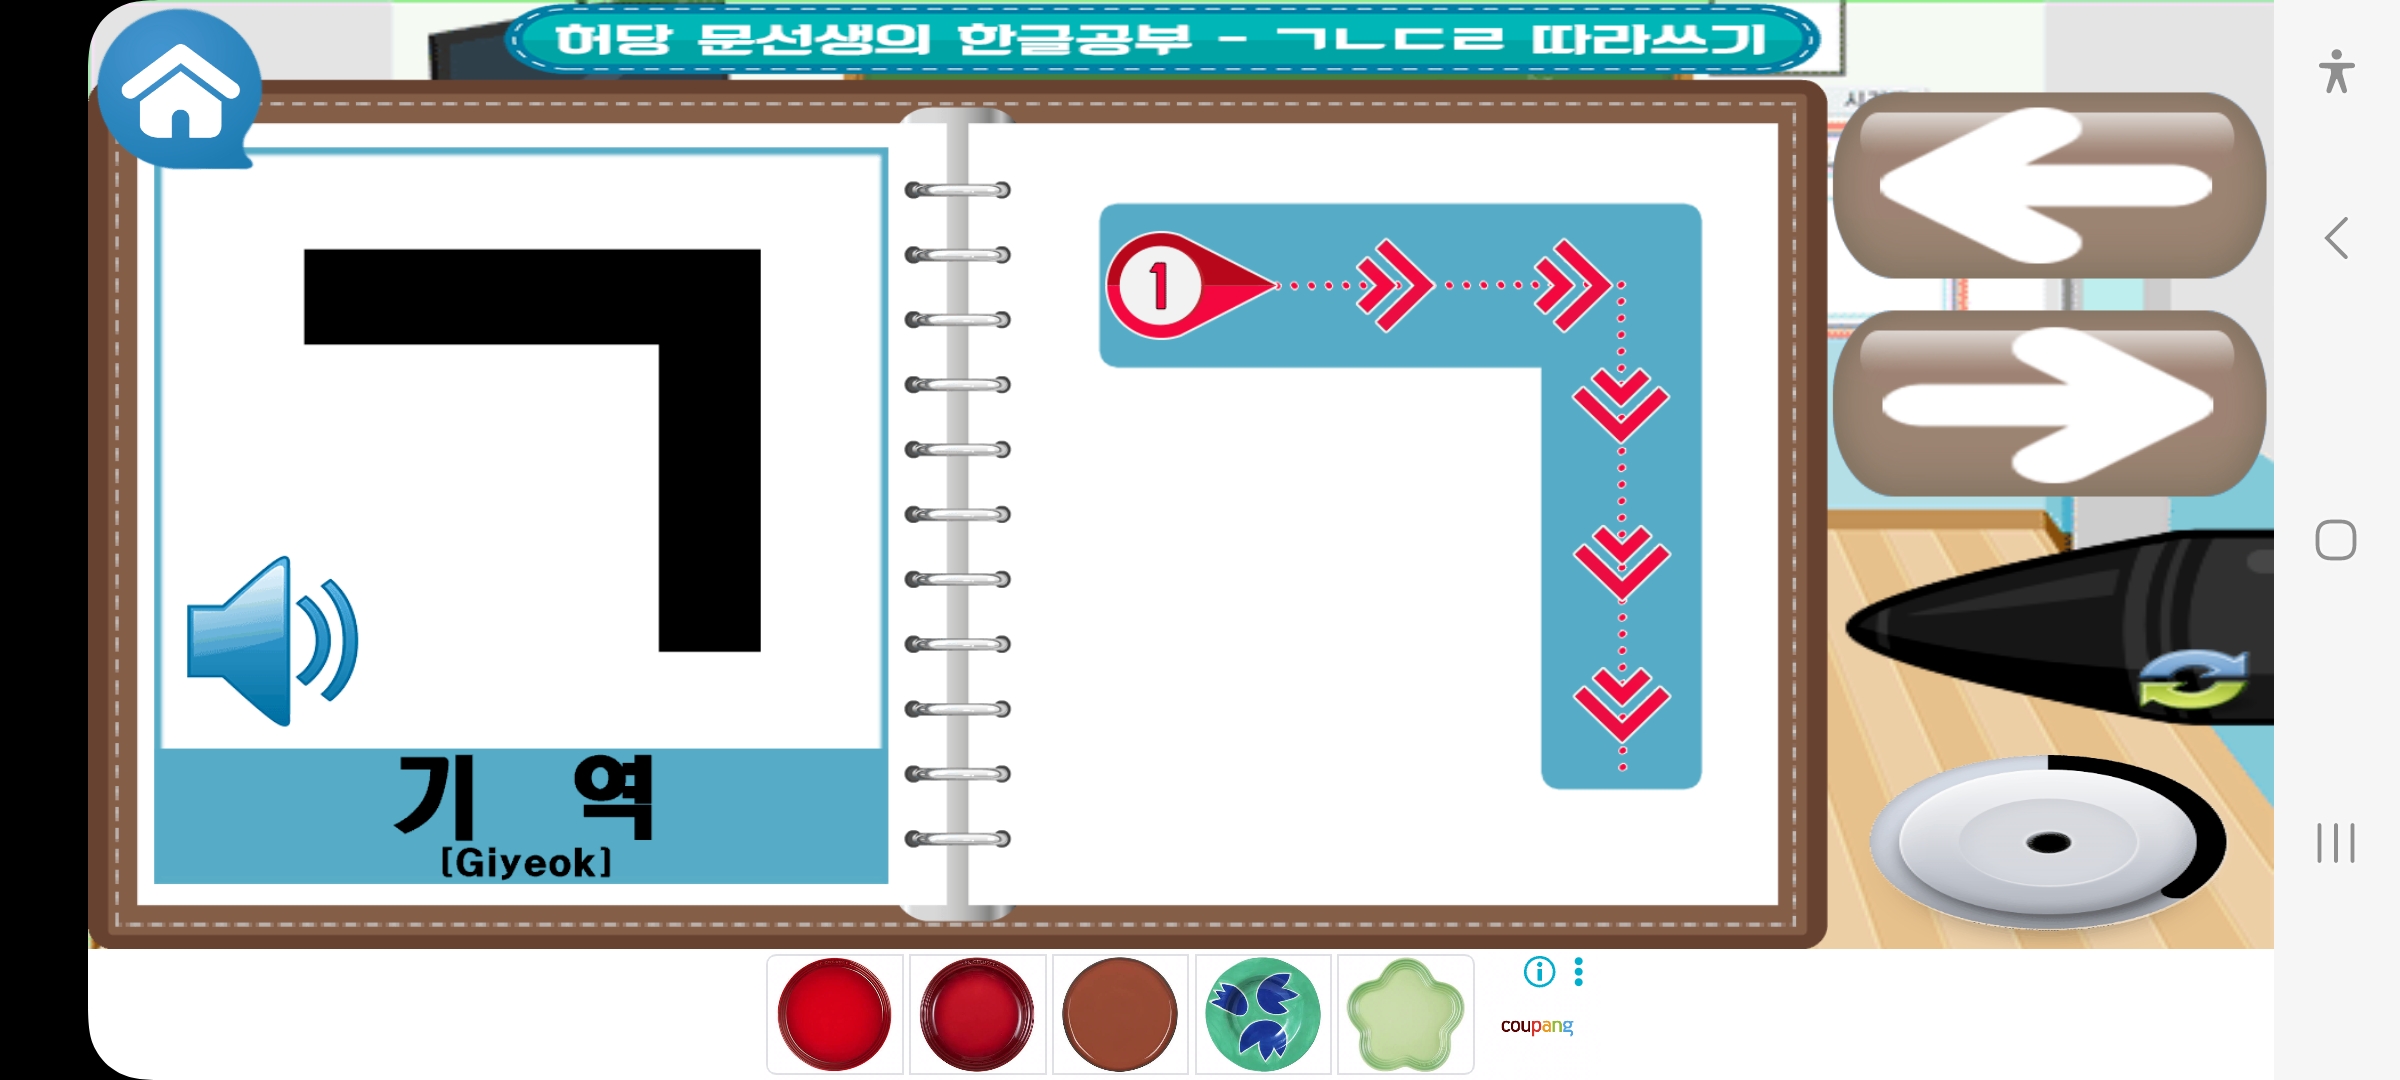 허당 문선생의 한글공부 - ㄱㄴㄷㄹ 따라쓰기
ㄱ
1
기 역
[Giyeok]
coupang